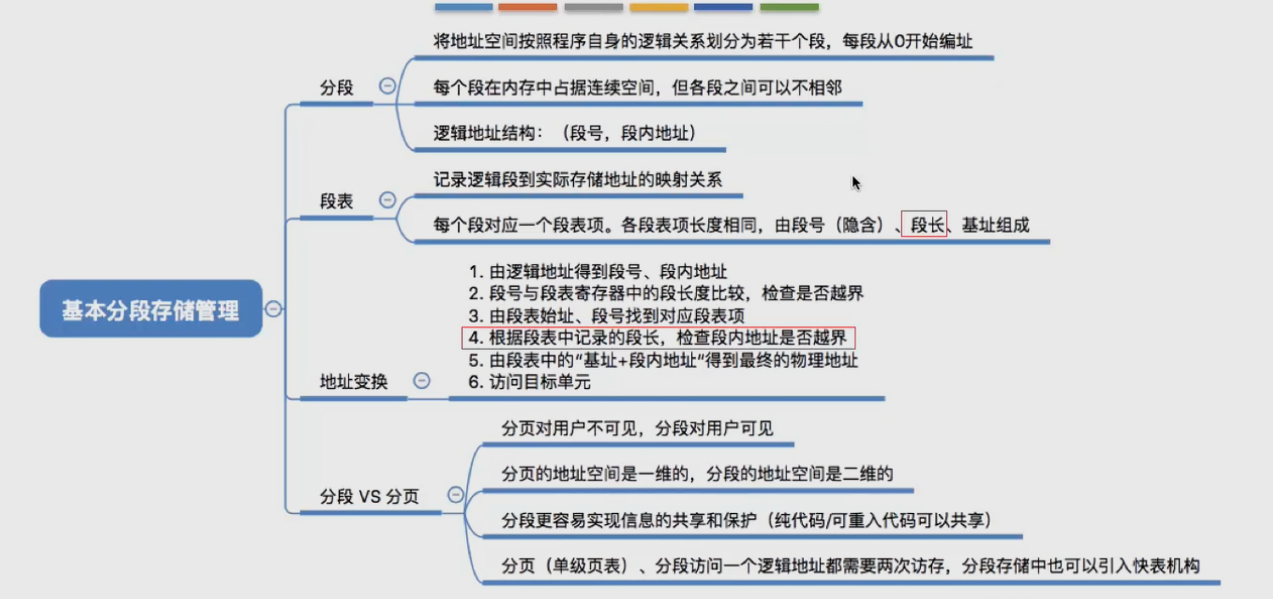 将地址空间按照程序自身的逻辑关系划分为若干个段，每段从0开始编址
分段
每个段在内存中占据连续空间，但各段之间可以不相邻
逻辑地址结构：（段号，段内地址）
记录逻辑段到实际存储地址的映射关系
段表
每个段对应一个段表项。各段表项长度相同，由段号（隐含）、段长、基址组成
基本分段存储管理
1. 由逻辑地址得到段号、段内地址
2. 段号与段表寄存器中的段长度比较，检查是否越界
3. 由段表始址、段号找到对应段表项
4. 根据段表中记录的段长，检查段内地址是否越界
5. 由段表中的“基址+段内地址”得到最终的物理地址
6. 访问目标单元
地址变换
分页对用户不可见，分段对用户可见
分页的地址空间是一维的，分段的地址空间是二维的
分段 VS 分页
分段更容易实现信息的共享和保护（纯代码/可重入代码可以共享）
分页（单级页表）、分段访问一个逻辑地址都需要两次访存，分段存储中也可以引入快表机构